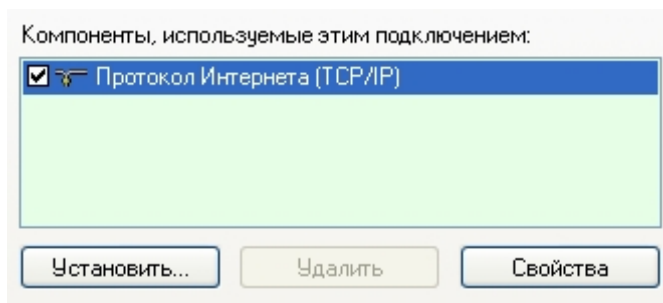 Компоненты, используемые этим подключением:
Протокол Интернета (TCP/IP)
Установить... Удалить Свойства